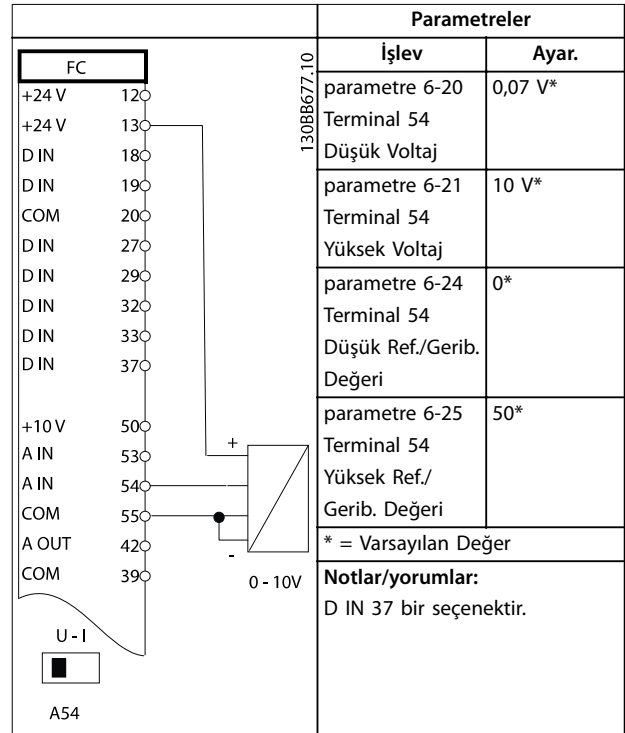 FC
+24 V 12
+24 V 13
D IN 18
D IN 19
COM 20
D IN 27
D IN 29
D IN 32
D IN 33
D IN 37
+10 V 50
A IN 53
A IN 54
COM 55
A OUT 42
COM 39
+
-
0 - 10V
U - I
A54
130BB677.10
Parametreler
İşlev Ayar.
parametre 6-20 0,07 V*
Terminal 54
Düşük Voltaj
parametre 6-21 10 V*
Terminal 54
Yüksek Voltaj
parametre 6-24 0*
Terminal 54
Düşük Ref./Gerib.
Değeri
parametre 6-25 50*
Terminal 54
Yüksek Ref./
Gerib. Değeri
* = Varsayılan Değer
Notlar/yorumlar:
D IN 37 bir seçenektir.